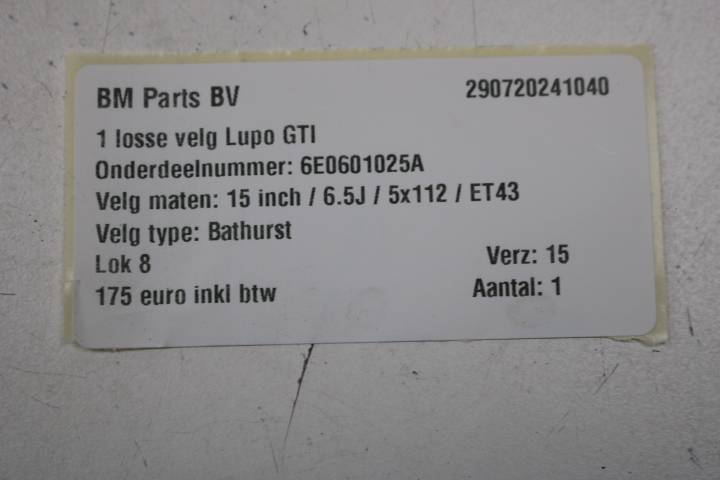 BM Parts BV 290720241040
1 losse velg Lupo GTI
Onderdeelnummer: 6E0601025A
Velg maten: 15 inch / 6.5J / 5x112 / ET43
Velg type: Bathurst
Lok 8 Verz: 15
175 euro inkl btw Aantal: 1